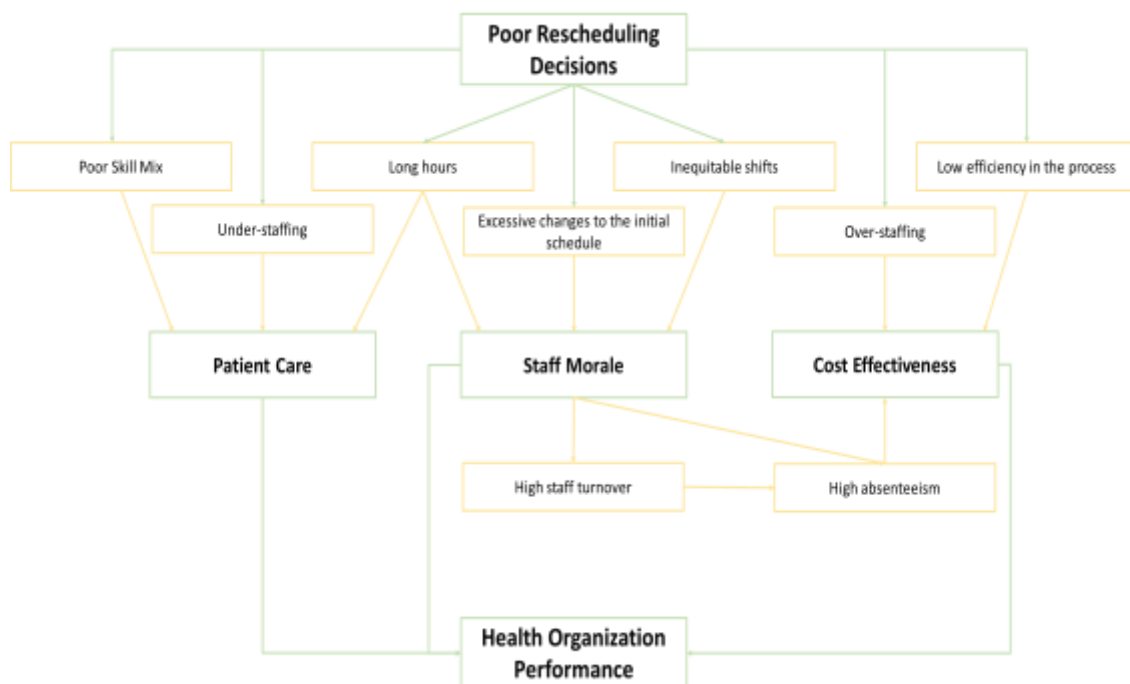 Poor Rescheduling
Decisions
Poor Skill Mix
Long hours
Inequitable shifts
Low efficiency in the process
Under-staffing
Excessive changes to the initial
schedule
Over-staffing
Patient Care
Staff Morale
Cost Effectiveness
High staff turnover
High absenteeism
Health Organization
Performance